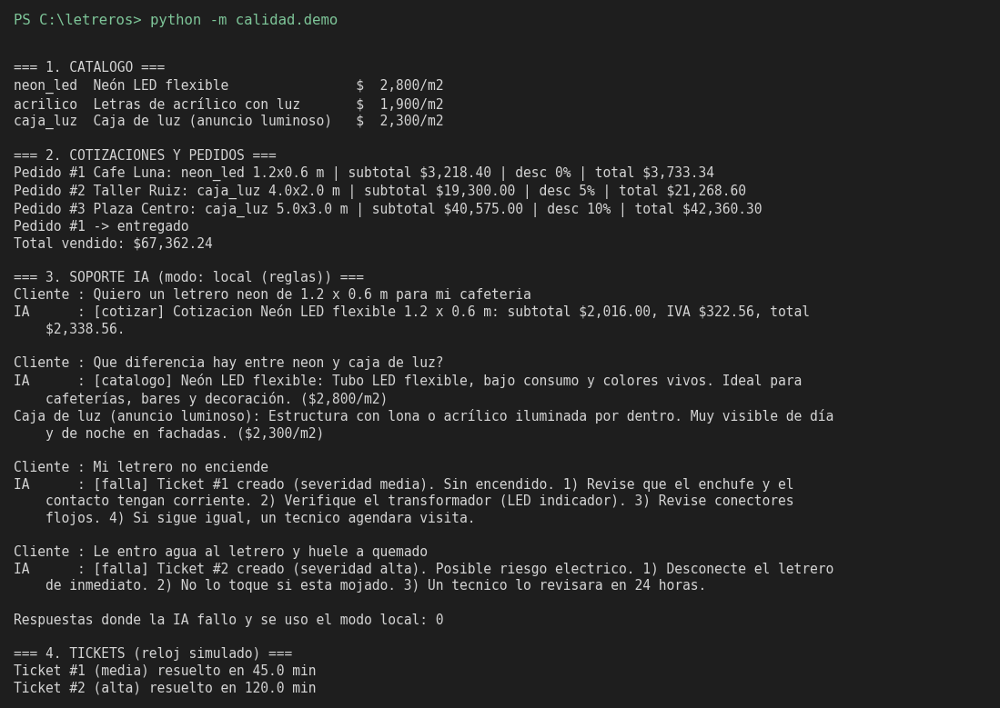 PS C:\letreros> python -m calidad.demo
=== 1. CATALOGO ===
neon_led  Neón LED flexible                $  2,800/m2
acrilico  Letras de acrílico con luz       $  1,900/m2
caja_luz  Caja de luz (anuncio luminoso)   $  2,300/m2
=== 2. COTIZACIONES Y PEDIDOS ===
Pedido #1 Cafe Luna: neon_led 1.2x0.6 m | subtotal $3,218.40 | desc 0% | total $3,733.34
Pedido #2 Taller Ruiz: caja_luz 4.0x2.0 m | subtotal $19,300.00 | desc 5% | total $21,268.60
Pedido #3 Plaza Centro: caja_luz 5.0x3.0 m | subtotal $40,575.00 | desc 10% | total $42,360.30
Pedido #1 -> entregado
Total vendido: $67,362.24
=== 3. SOPORTE IA (modo: local (reglas)) ===
Cliente : Quiero un letrero neon de 1.2 x 0.6 m para mi cafeteria
IA      : [cotizar] Cotizacion Neón LED flexible 1.2 x 0.6 m: subtotal $2,016.00, IVA $322.56, total
    $2,338.56.
Cliente : Que diferencia hay entre neon y caja de luz?
IA      : [catalogo] Neón LED flexible: Tubo LED flexible, bajo consumo y colores vivos. Ideal para
    cafeterías, bares y decoración. ($2,800/m2)
Caja de luz (anuncio luminoso): Estructura con lona o acrílico iluminada por dentro. Muy visible de día
    y de noche en fachadas. ($2,300/m2)
Cliente : Mi letrero no enciende
IA      : [falla] Ticket #1 creado (severidad media). Sin encendido. 1) Revise que el enchufe y el
    contacto tengan corriente. 2) Verifique el transformador (LED indicador). 3) Revise conectores
    flojos. 4) Si sigue igual, un tecnico agendara visita.
Cliente : Le entro agua al letrero y huele a quemado
IA      : [falla] Ticket #2 creado (severidad alta). Posible riesgo electrico. 1) Desconecte el letrero
    de inmediato. 2) No lo toque si esta mojado. 3) Un tecnico lo revisara en 24 horas.
Respuestas donde la IA fallo y se uso el modo local: 0
=== 4. TICKETS (reloj simulado) ===
Ticket #1 (media) resuelto en 45.0 min
Ticket #2 (alta) resuelto en 120.0 min